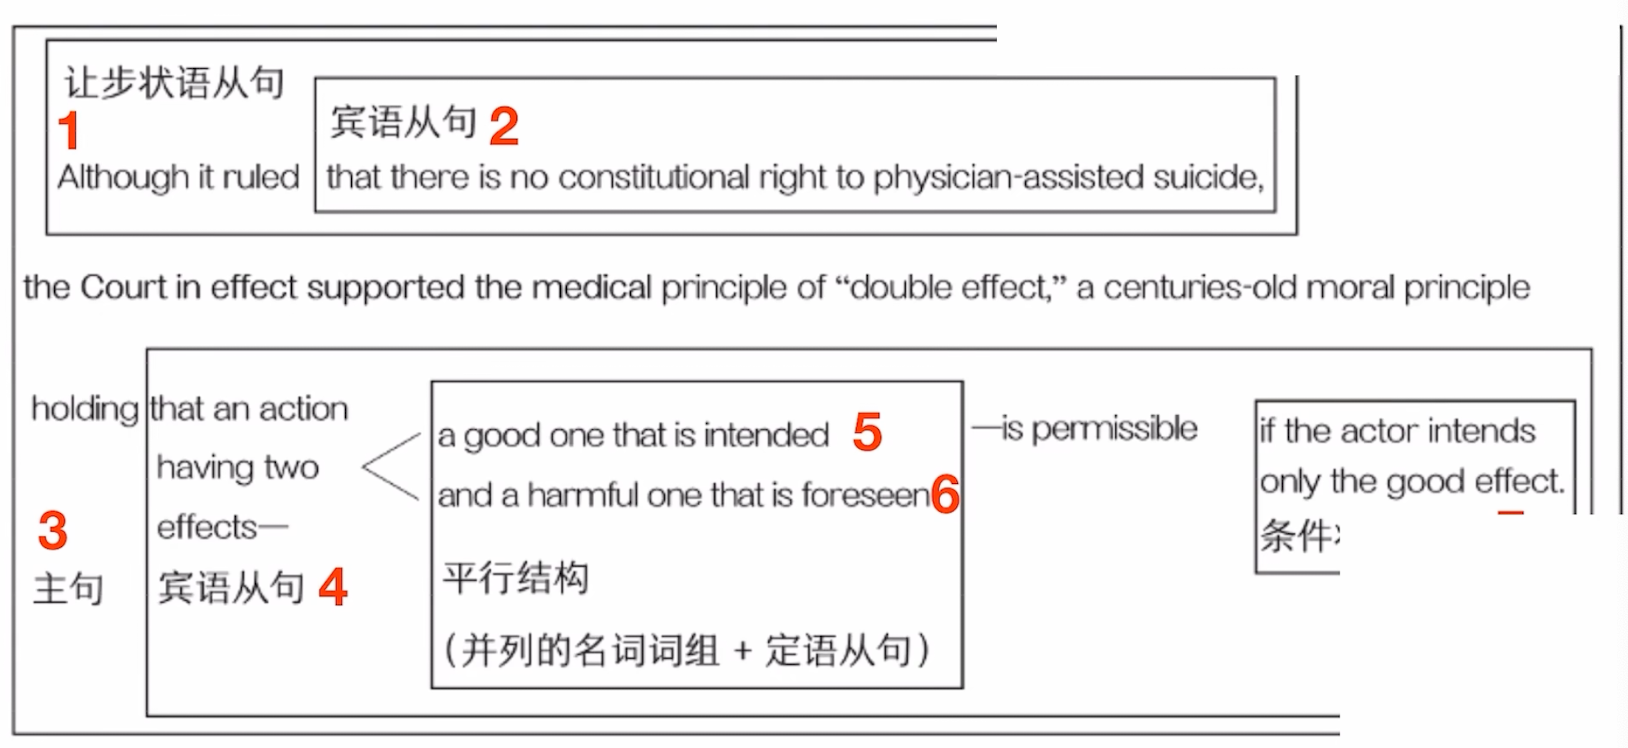 让步状语从句
1
宾语从句 2
Although it ruled that there is no constitutional right to physician-assisted suicide,
the Court in effect supported the medical principle of “double effect,” a centuries-old moral principle
holding that an action
having two
effects—
3
主句
宾语从句 4
a good one that is intended 5
and a harmful one that is foreseen 6
平行结构
（并列的名词词组 + 定语从句）
—is permissible
if the actor intends
only the good effect.
条件